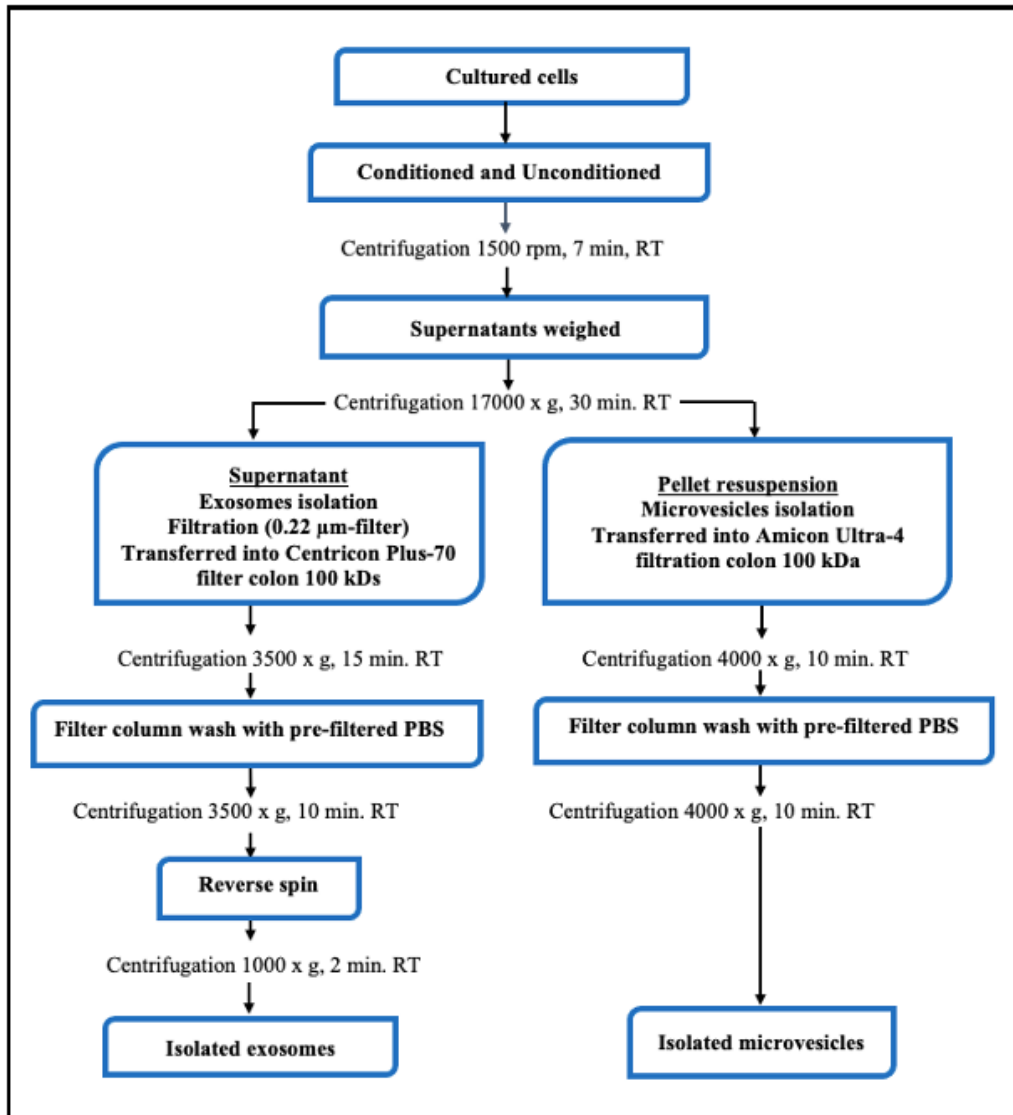 Cultured cells
Conditioned and Unconditioned
Centrifugation 1500 rpm, 7 min, RT
Supernatants weighed
Centrifugation 17000 x g, 30 min. RT
Supernatant
Exosomes isolation
Filtration (0.22 µm-filter)
Transferred into Centricon Plus-70
filter colon 100 kDs
Pellet resuspension
Microvesicles isolation
Transferred into Amicon Ultra-4
filtration colon 100 kDa
Centrifugation 3500 x g, 15 min. RT
Centrifugation 4000 x g, 10 min. RT
Filter column wash with pre-filtered PBS
Filter column wash with pre-filtered PBS
Centrifugation 3500 x g, 10 min. RT
Centrifugation 4000 x g, 10 min. RT
Reverse spin
Centrifugation 1000 x g, 2 min. RT
Isolated exosomes
Isolated microvesicles